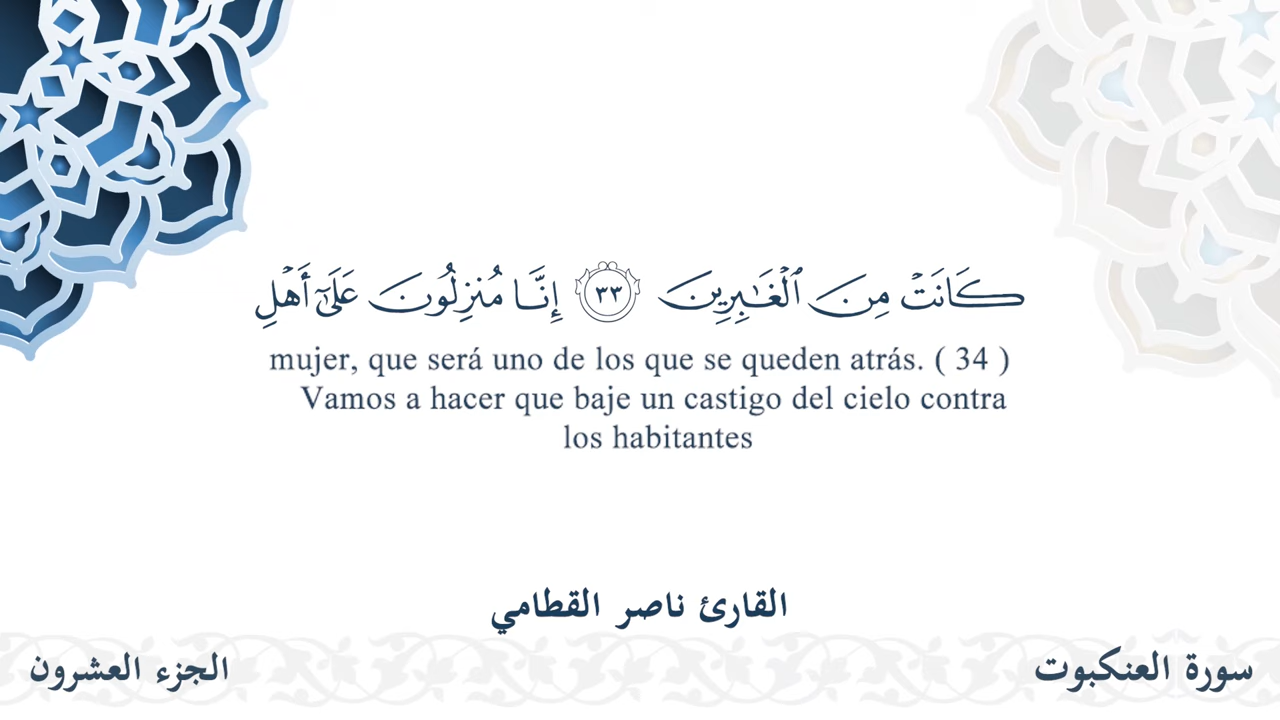 كَانَتۡ مِنَ ٱلۡغَٰبِرِينَ ٣٣ إِنَّا مُنزِلُونَ عَلَىٰٓ أَهۡلِ
mujer, que será uno de los que se queden atrás. ( 34 )
Vamos a hacer que baje un castigo del cielo contra
los habitantes
القارئ ناصر القطامي
سورة العنكبوت
الجزء العشرون